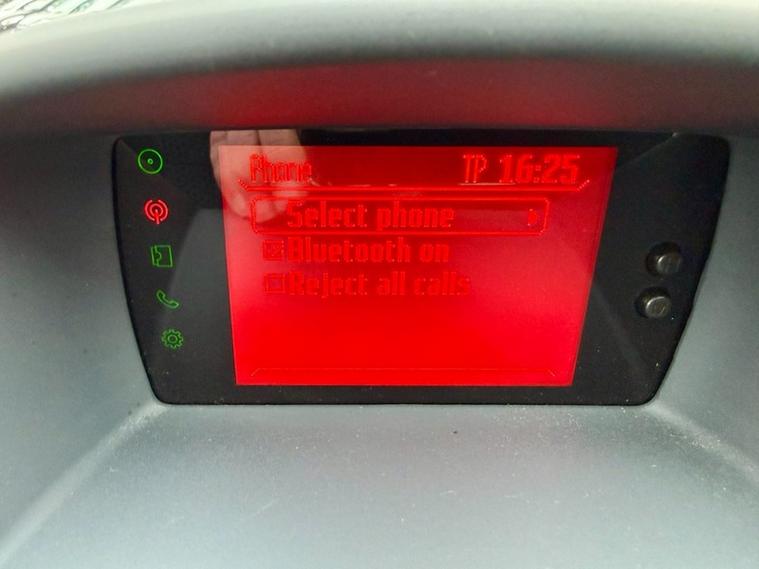 Phone TP 16:25
Select phone
Bluetooth on
Reject all calls